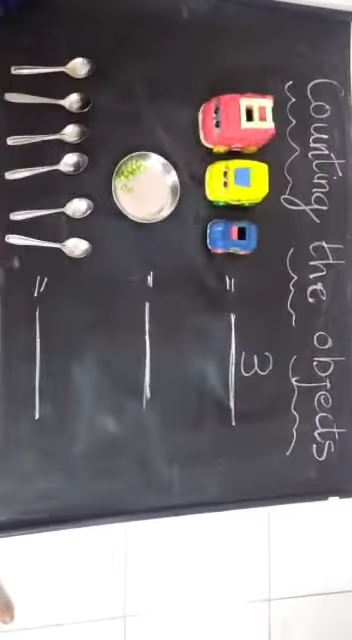 Counting the objects
= 3
=
=